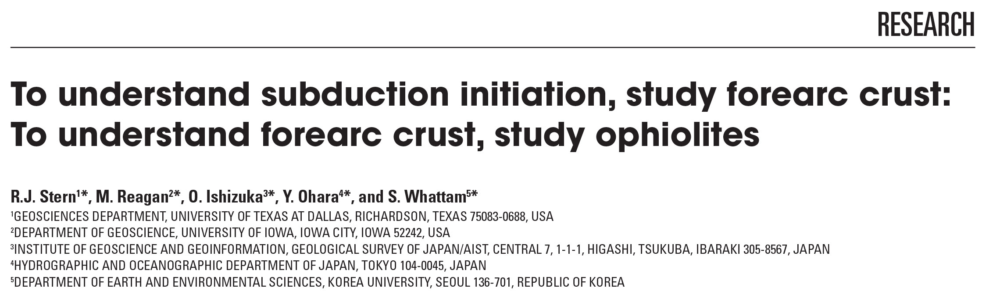 RESEARCH
To understand subduction initiation, study forearc crust:
To understand forearc crust, study ophiolites
R.J. Stern¹*, M. Reagan²*, O. Ishizuka³*, Y. Ohara⁴*, and S. Whattam⁵*
¹GEOSCIENCES DEPARTMENT, UNIVERSITY OF TEXAS AT DALLAS, RICHARDSON, TEXAS 75083-0688, USA
²DEPARTMENT OF GEOSCIENCE, UNIVERSITY OF IOWA, IOWA CITY, IOWA 52242, USA
³INSTITUTE OF GEOSCIENCE AND GEOINFORMATION, GEOLOGICAL SURVEY OF JAPAN/AIST, CENTRAL 7, 1-1-1, HIGASHI, TSUKUBA, IBARAKI 305-8567, JAPAN
⁴HYDROGRAPHIC AND OCEANOGRAPHIC DEPARTMENT OF JAPAN, TOKYO 104-0045, JAPAN
⁵DEPARTMENT OF EARTH AND ENVIRONMENTAL SCIENCES, KOREA UNIVERSITY, SEOUL 136-701, REPUBLIC OF KOREA